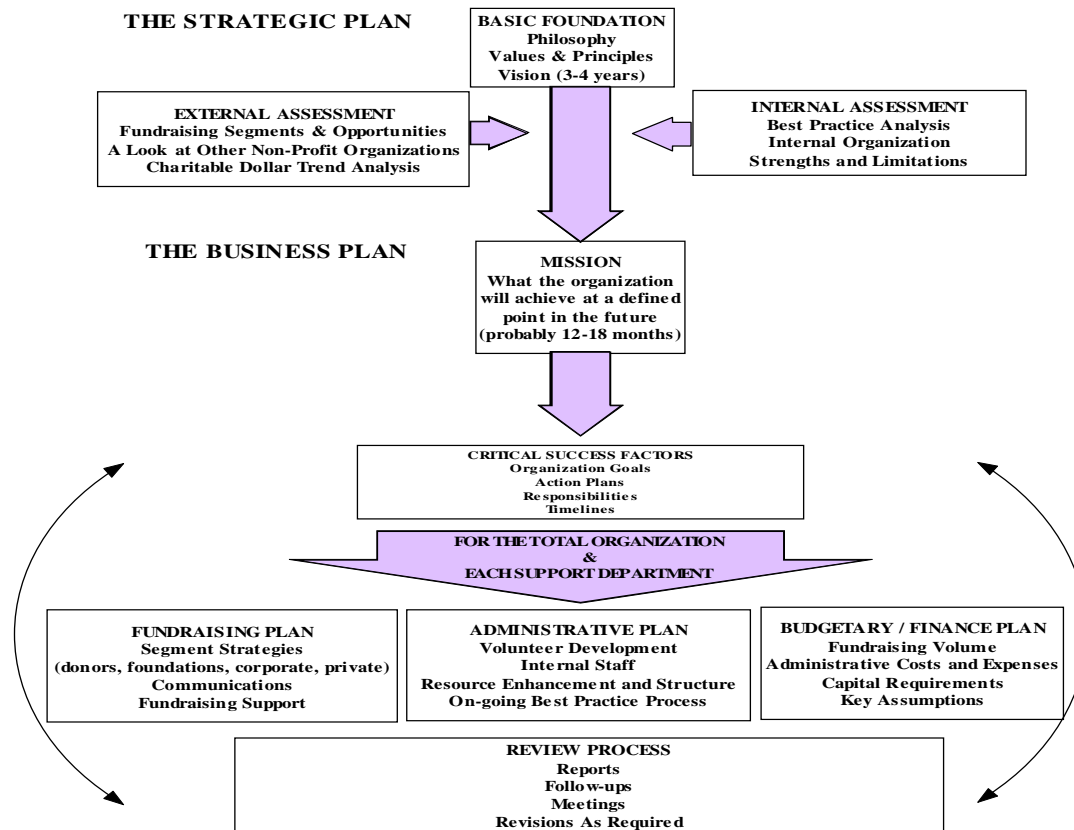 THE STRATEGIC PLAN
BASIC FOUNDATION
Philosophy
Values & Principles
Vision (3-4 years)
EXTERNAL ASSESSMENT
Fundraising Segments & Opportunities
A Look at Other Non-Profit Organizations
Charitable Dollar Trend Analysis
INTERNAL ASSESSMENT
Best Practice Analysis
Internal Organization
Strengths and Limitations
THE BUSINESS PLAN
MISSION
What the organization
will achieve at a defined
point in the future
(probably 12-18 months)
CRITICAL SUCCESS FACTORS
Organization Goals
Action Plans
Responsibilities
Timelines
FOR THE TOTAL ORGANIZATION
&
EACH SUPPORT DEPARTMENT
FUNDRAISING PLAN
Segment Strategies
(donors, foundations, corporate, private)
Communications
Fundraising Support
ADMINISTRATIVE PLAN
Volunteer Development
Internal Staff
Resource Enhancement and Structure
On-going Best Practice Process
BUDGETARY / FINANCE PLAN
Fundraising Volume
Administrative Costs and Expenses
Capital Requirements
Key Assumptions
REVIEW PROCESS
Reports
Follow-ups
Meetings
Revisions As Required